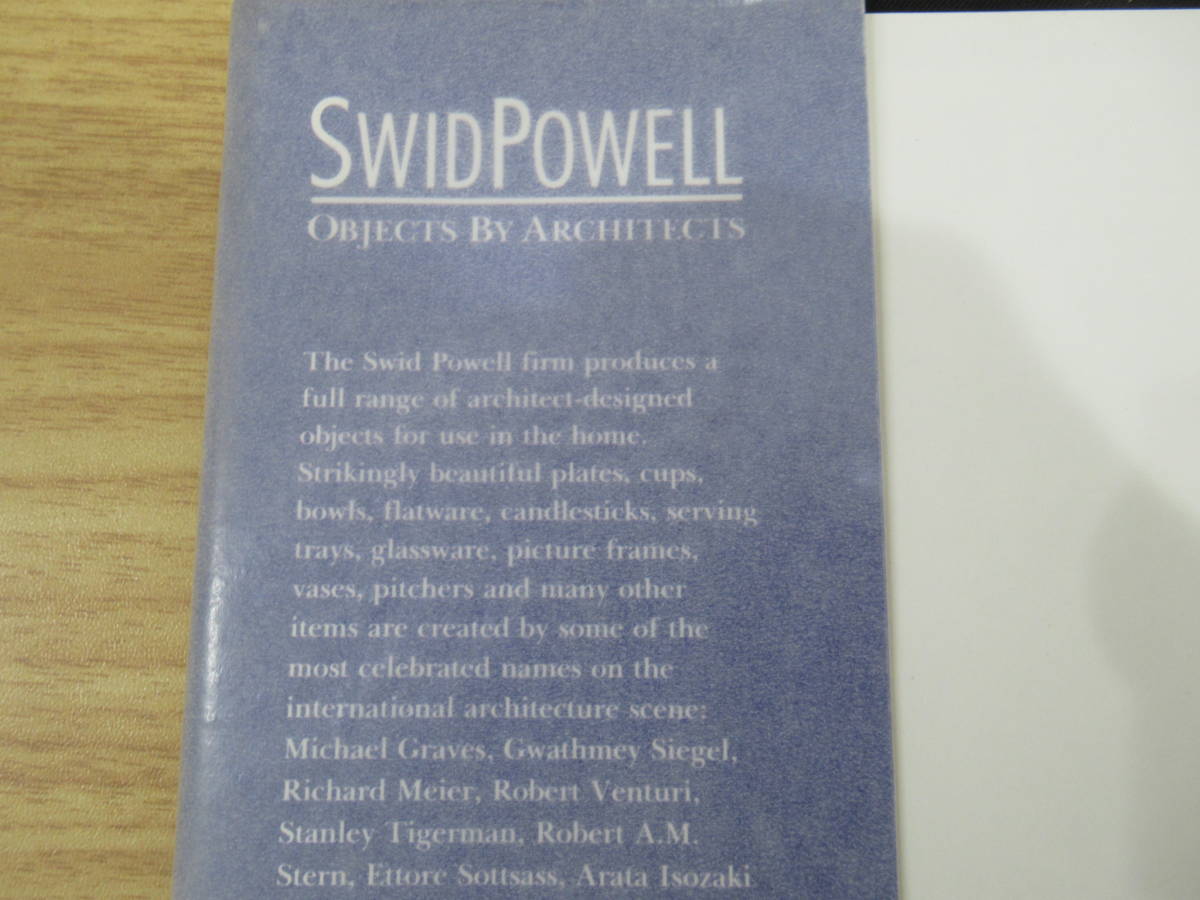 SWIDPOWELL
OBJECTS BY ARCHITECTS
The Swid Powell firm produces a
full range of architect-designed
objects for use in the home.
Strikingly beautiful plates, cups,
bowls, flatware, candlesticks, serving
trays, glassware, picture frames,
vases, pitchers and many other
items are created by some of the
most celebrated names on the
international architecture scene:
Michael Graves, Gwathmey Siegel,
Richard Meier, Robert Venturi,
Stanley Tigerman, Robert A.M.
Stern, Ettore Sottsass, Arata Isozaki